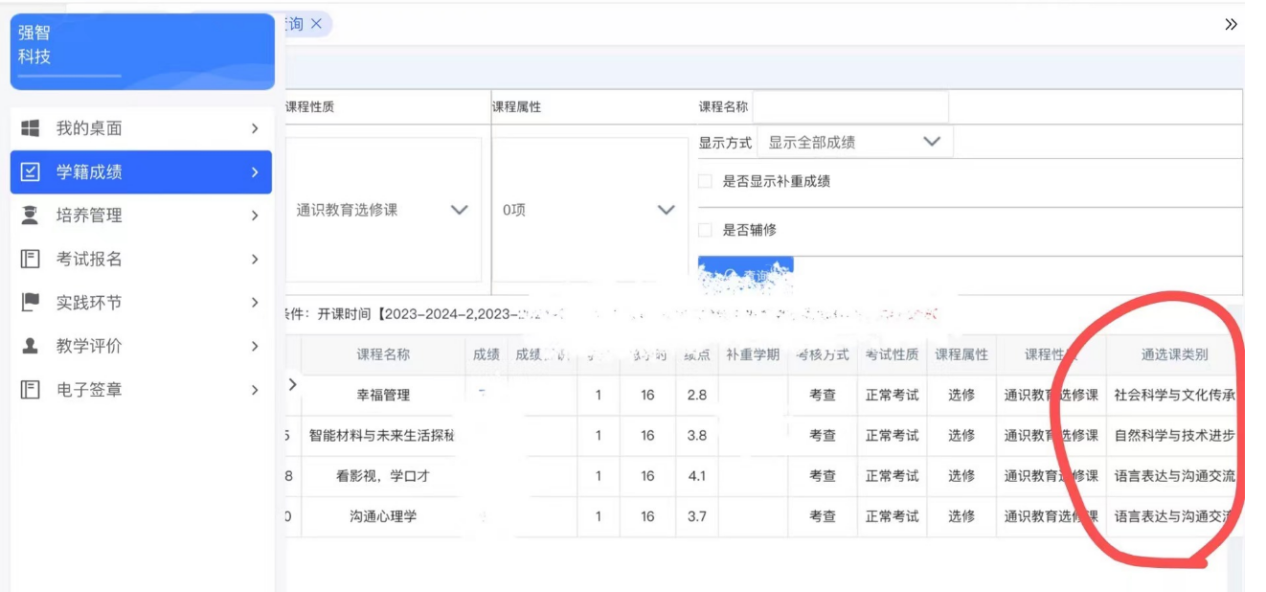 强智
科技
询 ×
我的桌面
学籍成绩
培养管理
考试报名
实践环节
教学评价
电子签章
课程性质 课程属性 课程名称
显示方式 显示全部成绩
通识教育选修课 0项
是否显示补重成绩
是否辅修
查询
条件：开课时间【2023-2024-2,2023-
课程名称 成绩 成绩 绩点 补重学期 考核方式 考试性质 课程属性 课程性质 通选课类别
幸福管理 1 16 2.8 考查 正常考试 选修 通识教育选修课 社会科学与文化传承
5 智能材料与未来生活探秘 1 16 3.8 考查 正常考试 选修 通识教育选修课 自然科学与技术进步
8 看影视，学口才 1 16 4.1 考查 正常考试 选修 通识教育选修课 语言表达与沟通交流
0 沟通心理学 1 16 3.7 考查 正常考试 选修 通识教育选修课 语言表达与沟通交流